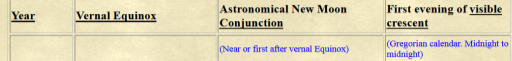 Year
Vernal Equinox
Astronomical New Moon
Conjunction
First evening of visible
crescent
(Near or first after vernal Equinox)
(Gregorian calendar. Midnight to
midnight)